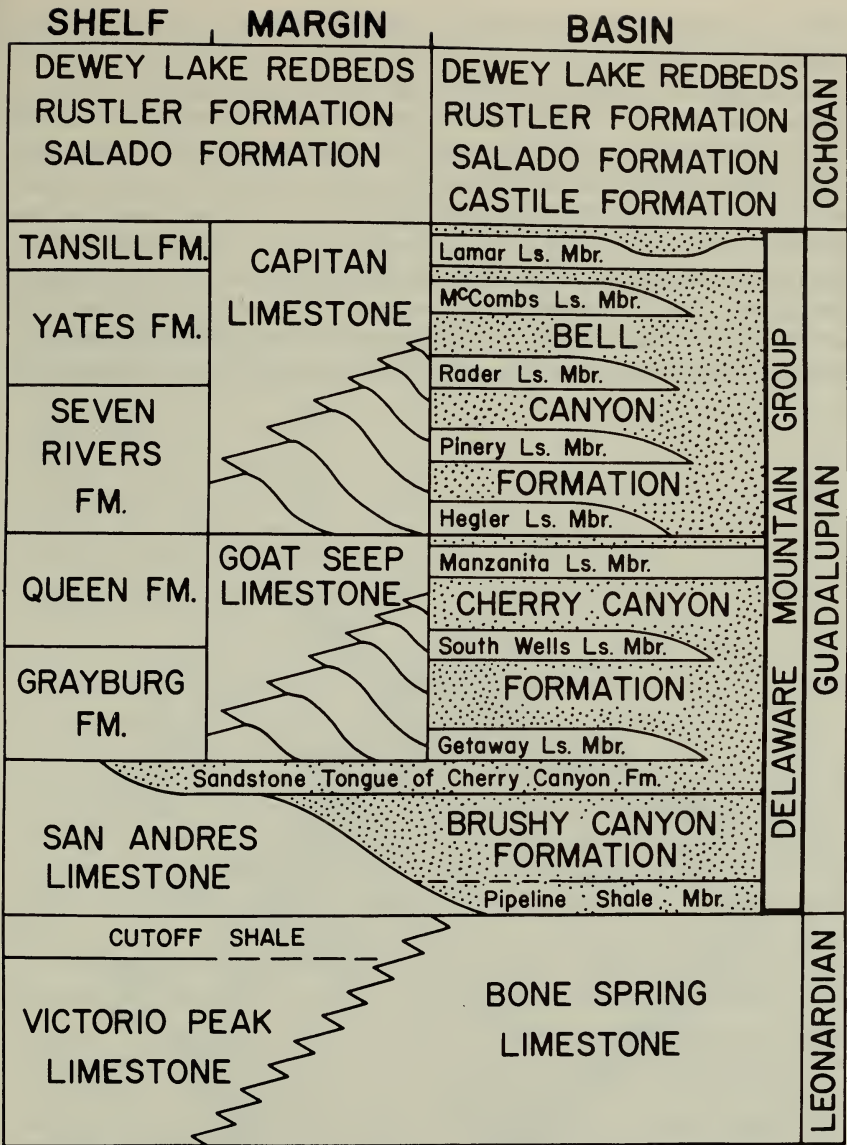 SHELF
MARGIN
BASIN
DEWEY LAKE REDBEDS
RUSTLER FORMATION
SALADO FORMATION
DEWEY LAKE REDBEDS
RUSTLER FORMATION
SALADO FORMATION
CASTILE FORMATION
OCHOAN
TANSILL FM.
YATES FM.
SEVEN
RIVERS
FM.
CAPITAN
LIMESTONE
Lamar Ls. Mbr.
McCombs Ls. Mbr.
BELL
Rader Ls. Mbr.
CANYON
Pinery Ls. Mbr.
FORMATION
Hegler Ls. Mbr.
QUEEN FM.
GRAYBURG
FM.
GOAT SEEP
LIMESTONE
Manzanita Ls. Mbr.
CHERRY CANYON
South Wells Ls. Mbr.
FORMATION
Getaway Ls. Mbr.
Sandstone Tongue of Cherry Canyon Fm.
SAN ANDRES
LIMESTONE
BRUSHY CANYON
FORMATION
Pipeline Shale Mbr.
DELAWARE MOUNTAIN GROUP
GUADALUPIAN
CUTOFF SHALE
VICTORIO PEAK
LIMESTONE
BONE SPRING
LIMESTONE
LEONARDIAN